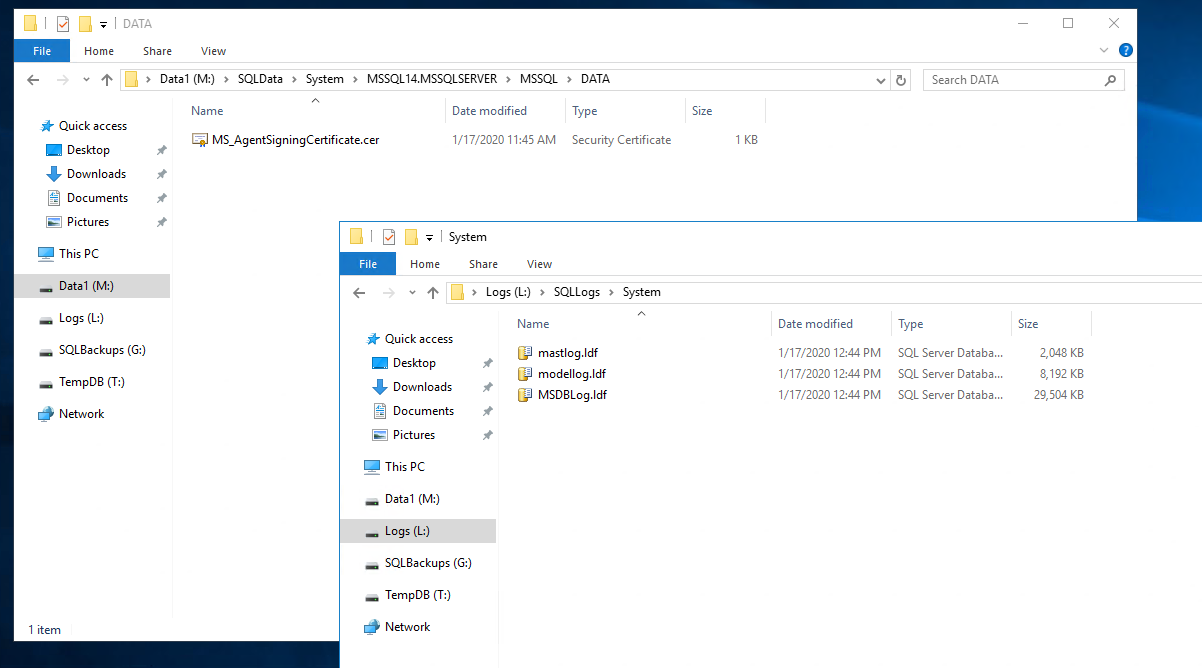 DATA
File Home Share View
Data1 (M:) SQLData System MSSQL14.MSSQLSERVER MSSQL DATA Search DATA
Name Date modified Type Size
MS_AgentSigningCertificate.cer 1/17/2020 11:45 AM Security Certificate 1 KB
Quick access
Desktop
Downloads
Documents
Pictures
This PC
Data1 (M:)
Logs (L:)
SQLBackups (G:)
TempDB (T:)
Network
1 item
System
File Home Share View
Logs (L:) SQLLogs System
Name Date modified Type Size
mastlog.ldf 1/17/2020 12:44 PM SQL Server Databa... 2,048 KB
modellog.ldf 1/17/2020 12:44 PM SQL Server Databa... 8,192 KB
MSDBLog.ldf 1/17/2020 12:44 PM SQL Server Databa... 29,504 KB
Quick access
Desktop
Downloads
Documents
Pictures
This PC
Data1 (M:)
Logs (L:)
SQLBackups (G:)
TempDB (T:)
Network